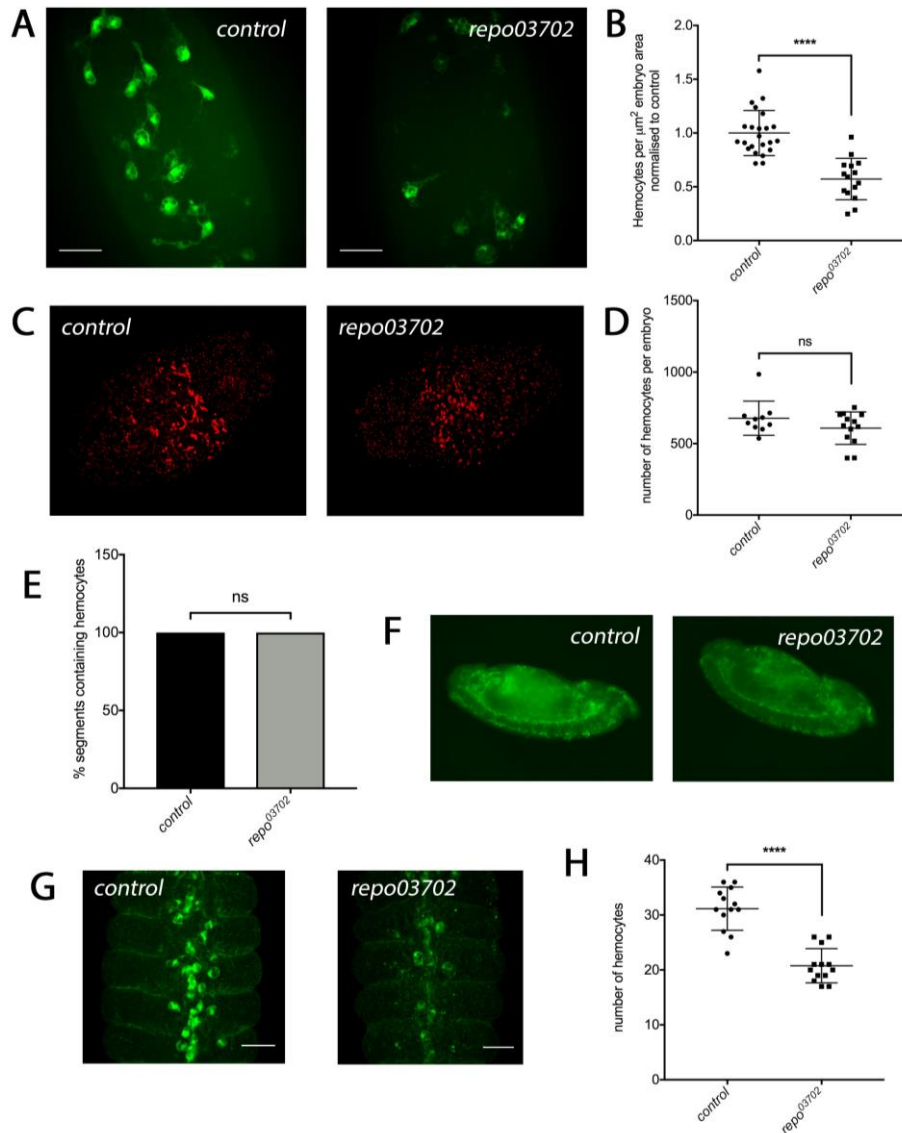 A
control
repo03702
B
Hemocytes per μm² embryo area
normalised to control
2.0
1.5
1.0
0.5
0.0
****
control
repo⁰³⁷⁰²
C
control
repo03702
D
number of hemocytes per embryo
1500
1000
500
0
ns
control
repo⁰³⁷⁰²
E
% segments containing hemocytes
150
100
50
0
ns
control
repo⁰³⁷⁰²
F
control
repo03702
G
control
repo03702
H
number of hemocytes
40
30
20
10
0
****
control
repo⁰³⁷⁰²